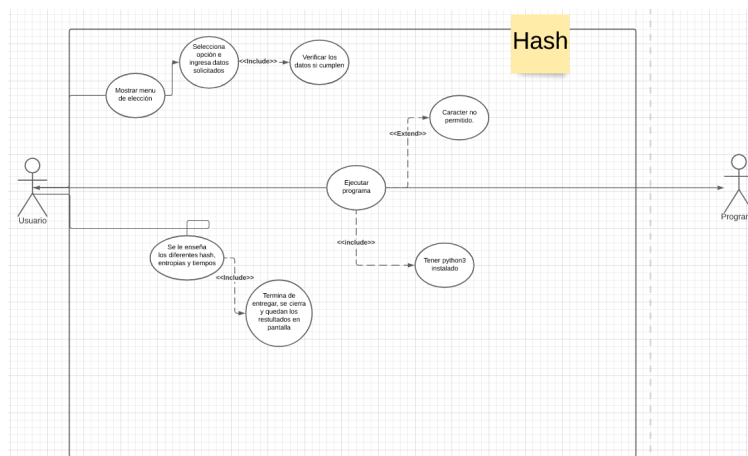 Hash
Selecciona
opción e
ingresa datos
solicitados
<<Include>>
Verificar los
datos si cumplen
Mostrar menu
de elección
Caracter no
permitido.
<<Extend>>
Ejecutar
programa
Usuario
<<include>>
Se le enseña
los diferentes hash,
entropias y tiempos
Tener python3
instalado
<<Include>>
Termina de
entregar, se cierra
y quedan los
restultados en
pantalla